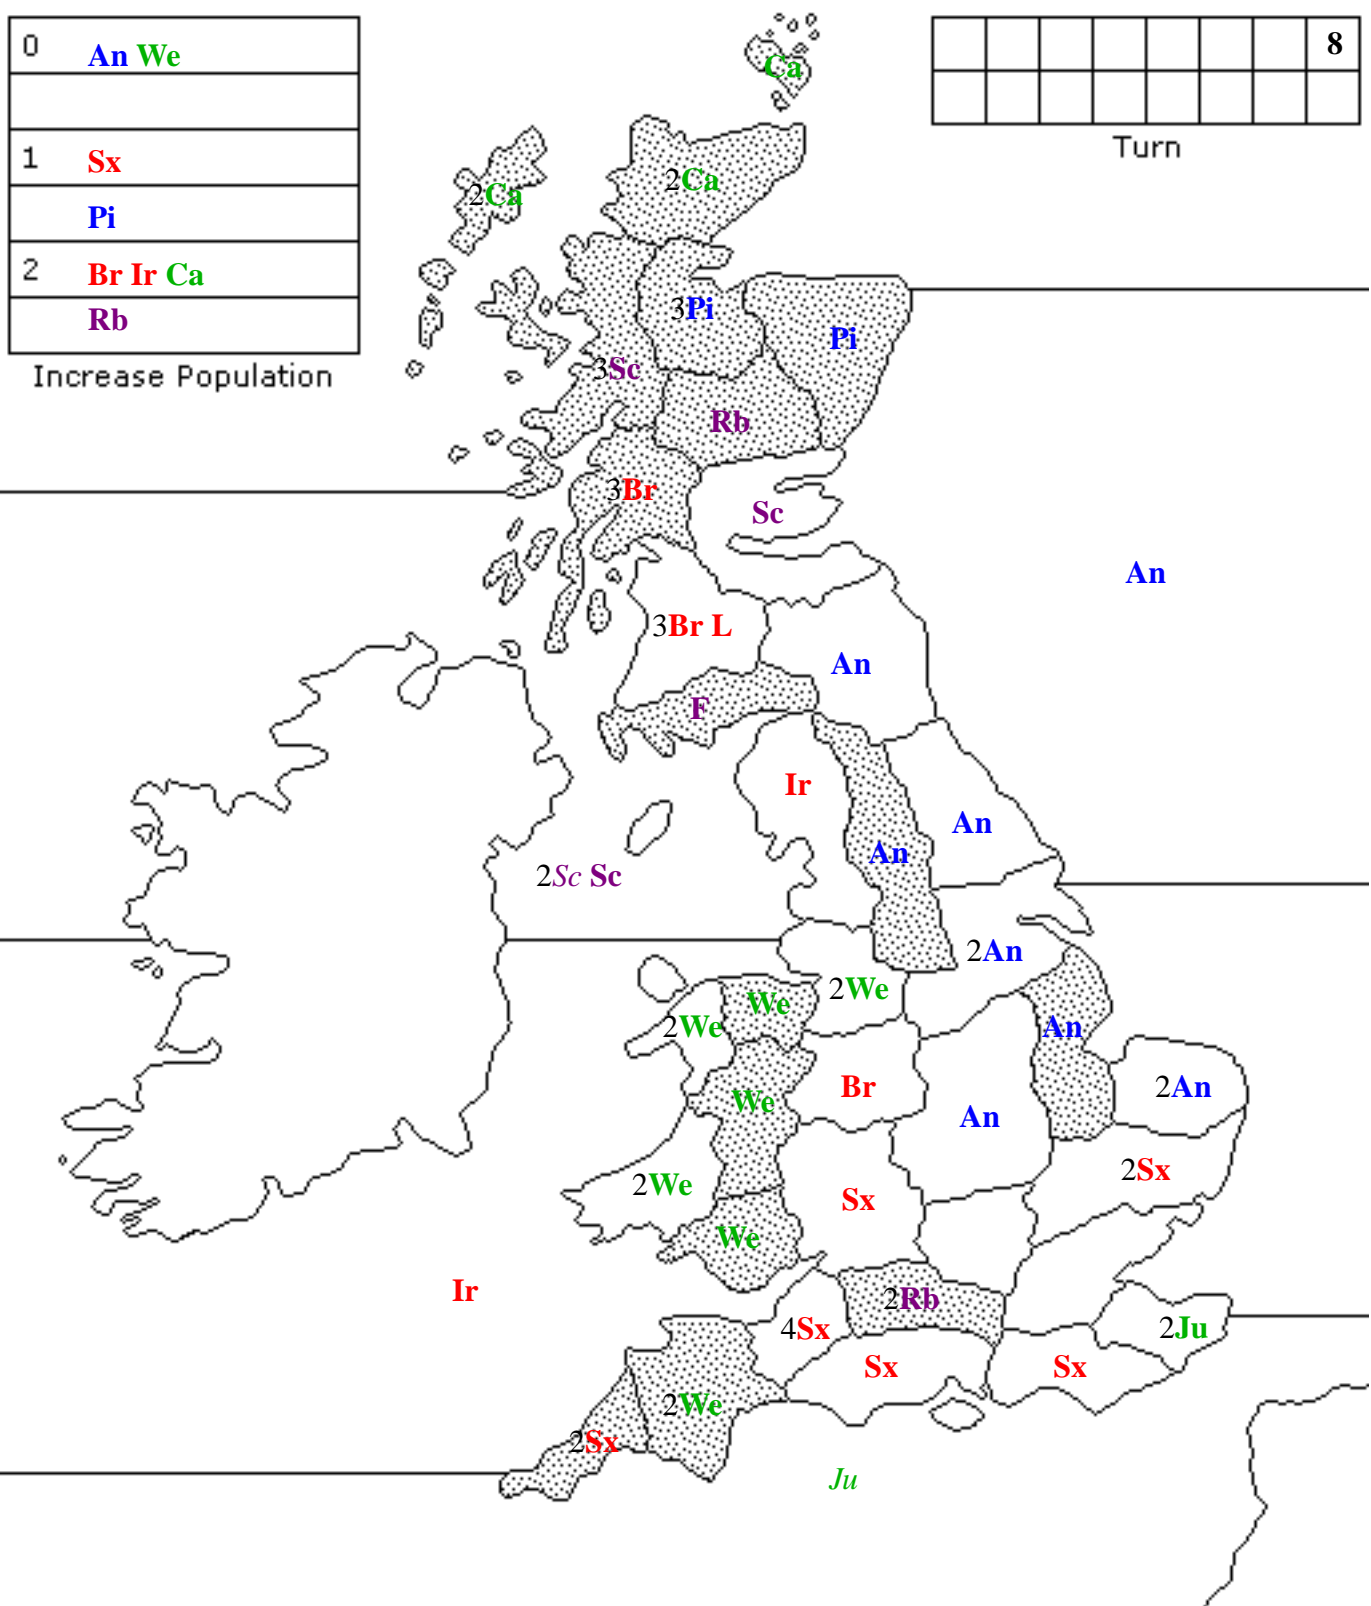 0 An We
1 Sx
Pi
2 Br Ir Ca
Rb
Increase Population
8
Turn
Ca
2Ca
2Ca
3Pi
Pi
3Sc
Rb
3Br
Sc
An
3Br L
An
F
Ir
An
An
2Sc Sc
2An
2We
We
2We
An
Br
2An
We
An
2Sx
2We
Sx
We
Ir
2Rb
4Sx
2Ju
Sx
Sx
2We
2Sx
Ju